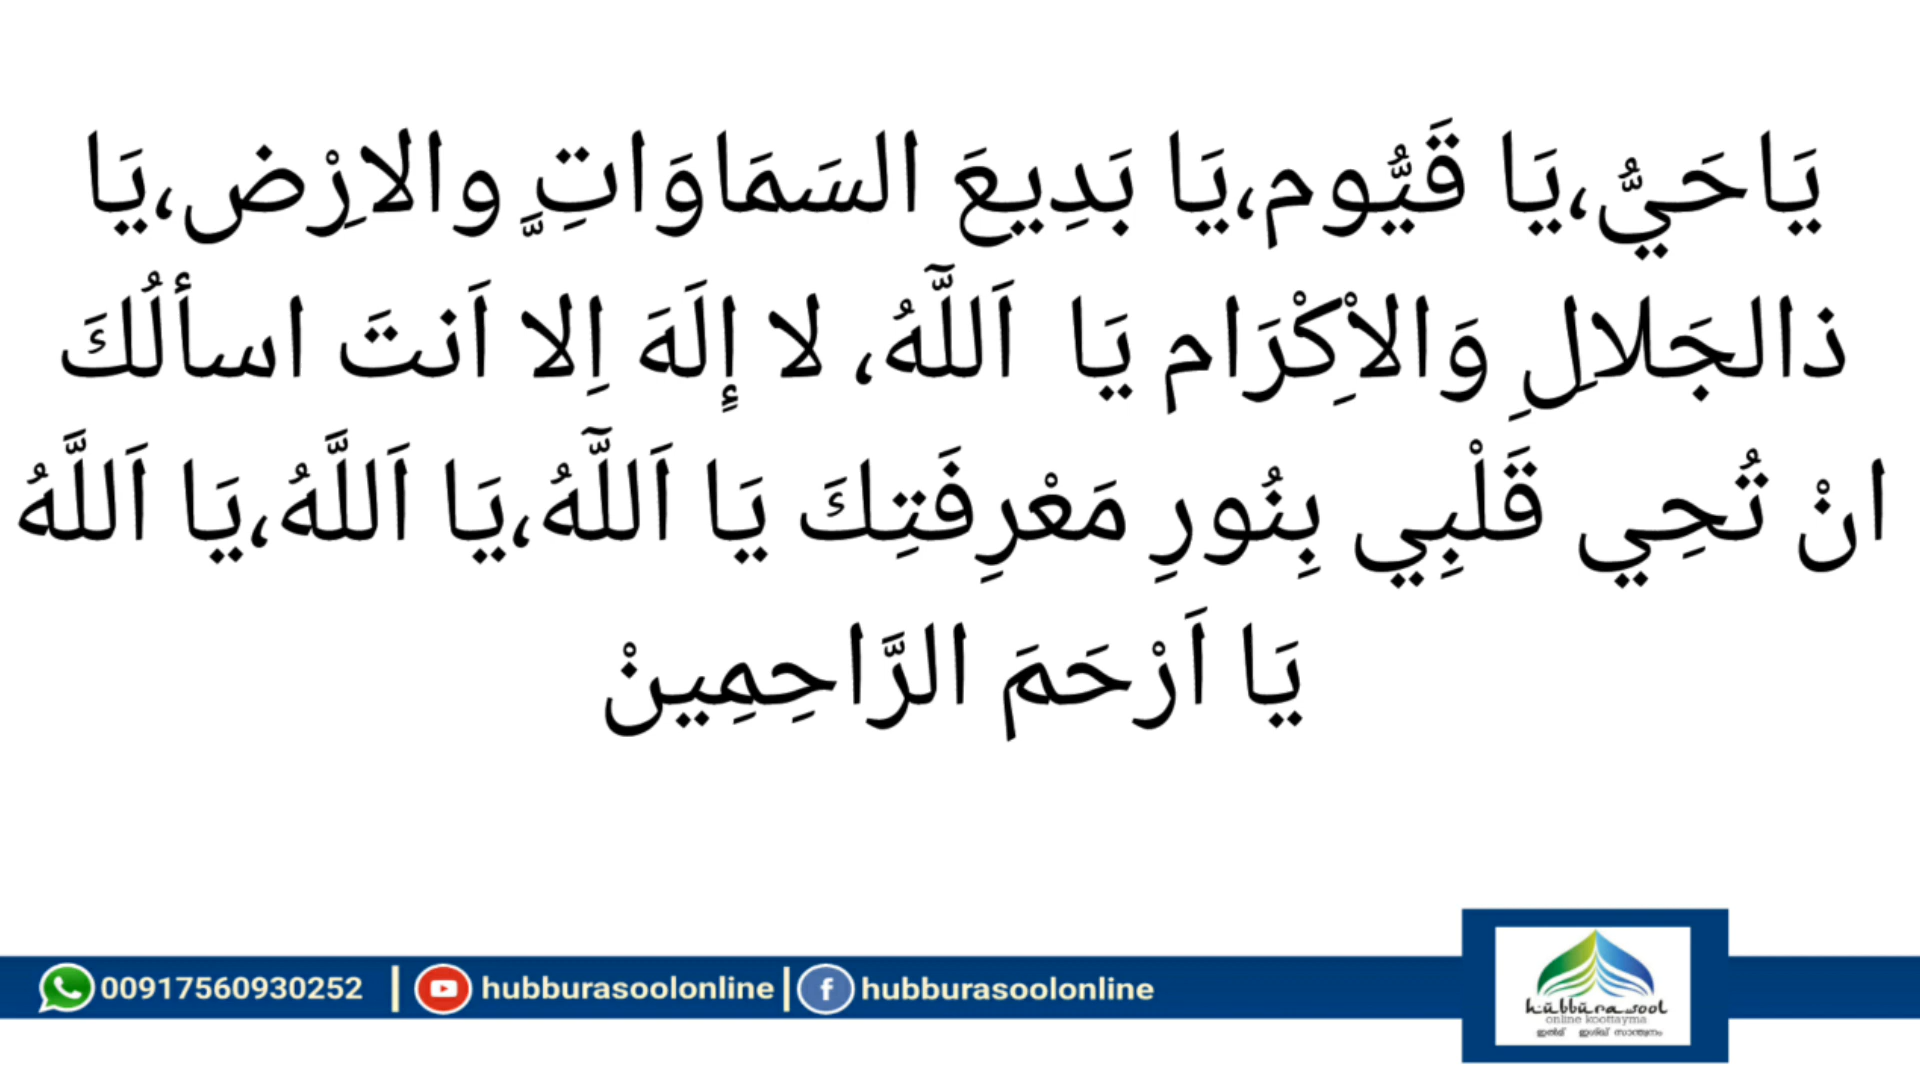 يَاحَيُّ،يَا قَيُّوم،يَا بَدِيعَ السَمَاوَاتِ وَّالارِْض،يَا
ذالجَلالِ وَالاْكِْرَام يَا اَللّٰهُ، لا إِلَهَ اِلا اَنتَ اسألُكَ
انْ تُحِي قَلْبِي بِنُورِ مَعْرِفَتِكَ يَا اَللّٰهُ،يَا اَللَّهُ،يَا اَللَّهُ
يَا اَرْحَمَ الرَّاحِمِينْ
00917560930252 | hubburasoolonline | hubburasoolonline
hubburasool
online koottayma